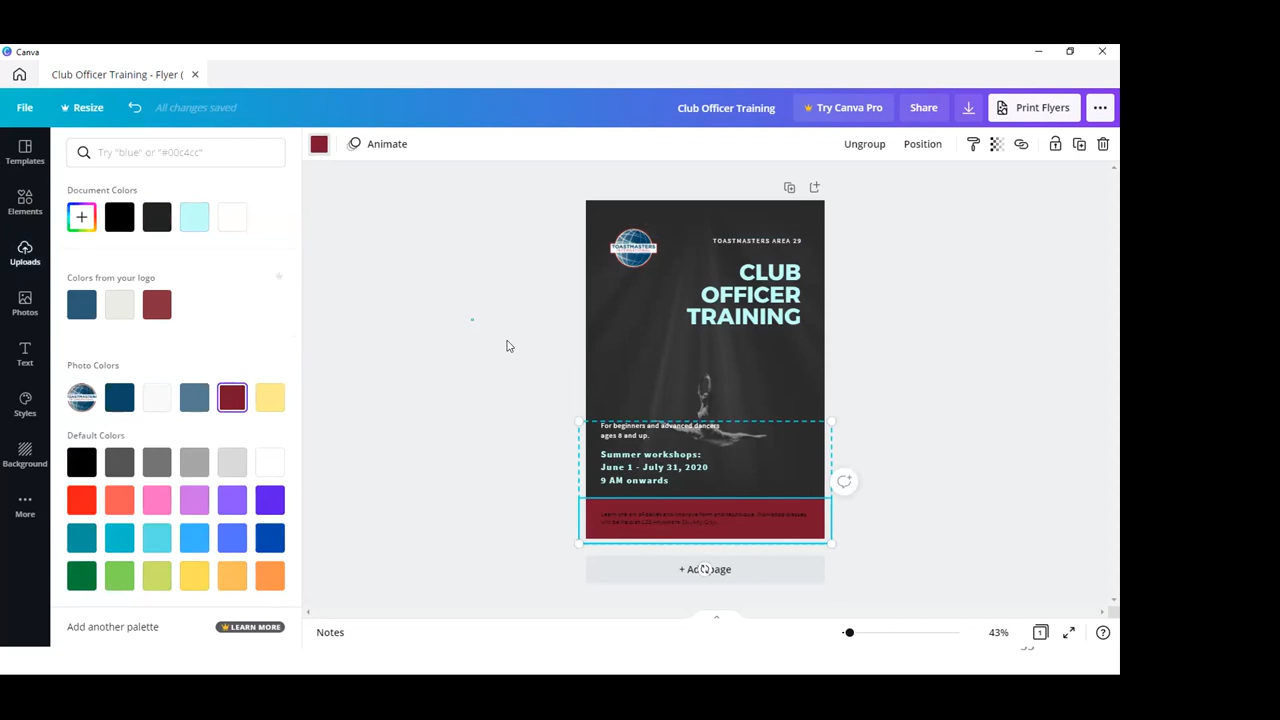 Canva
Club Officer Training - Flyer (
File
Resize
All changes saved
Club Officer Training
Try Canva Pro
Share
Print Flyers
Templates
Elements
Uploads
Photos
Text
Styles
Background
More
Try "blue" or "#00c4cc"
Document Colors
Colors from your logo
Photo Colors
Default Colors
Add another palette
LEARN MORE
Animate
Ungroup
Position
TOASTMASTERS
TOASTMASTERS AREA 29
CLUB
OFFICER
TRAINING
For beginners and advanced dancers
ages 8 and up.
Summer workshops:
June 1 - July 31, 2020
9 AM onwards
+ Add page
Notes
43%
1